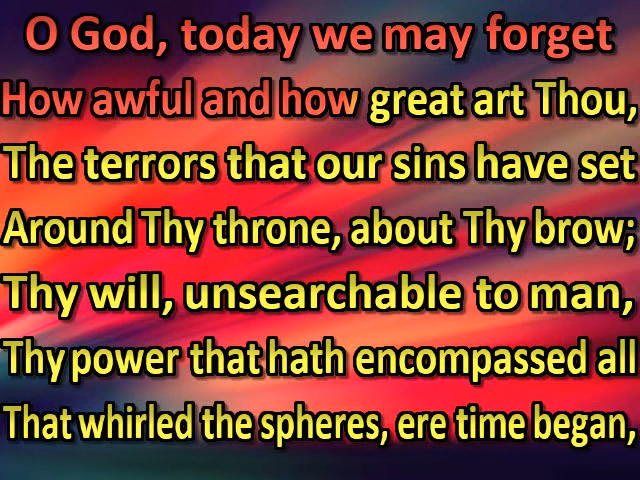 O God, today we may forget
How awful and how great art Thou,
The terrors that our sins have set
Around Thy throne, about Thy brow;
Thy will, unsearchable to man,
Thy power that hath encompassed all
That whirled the spheres, ere time began,